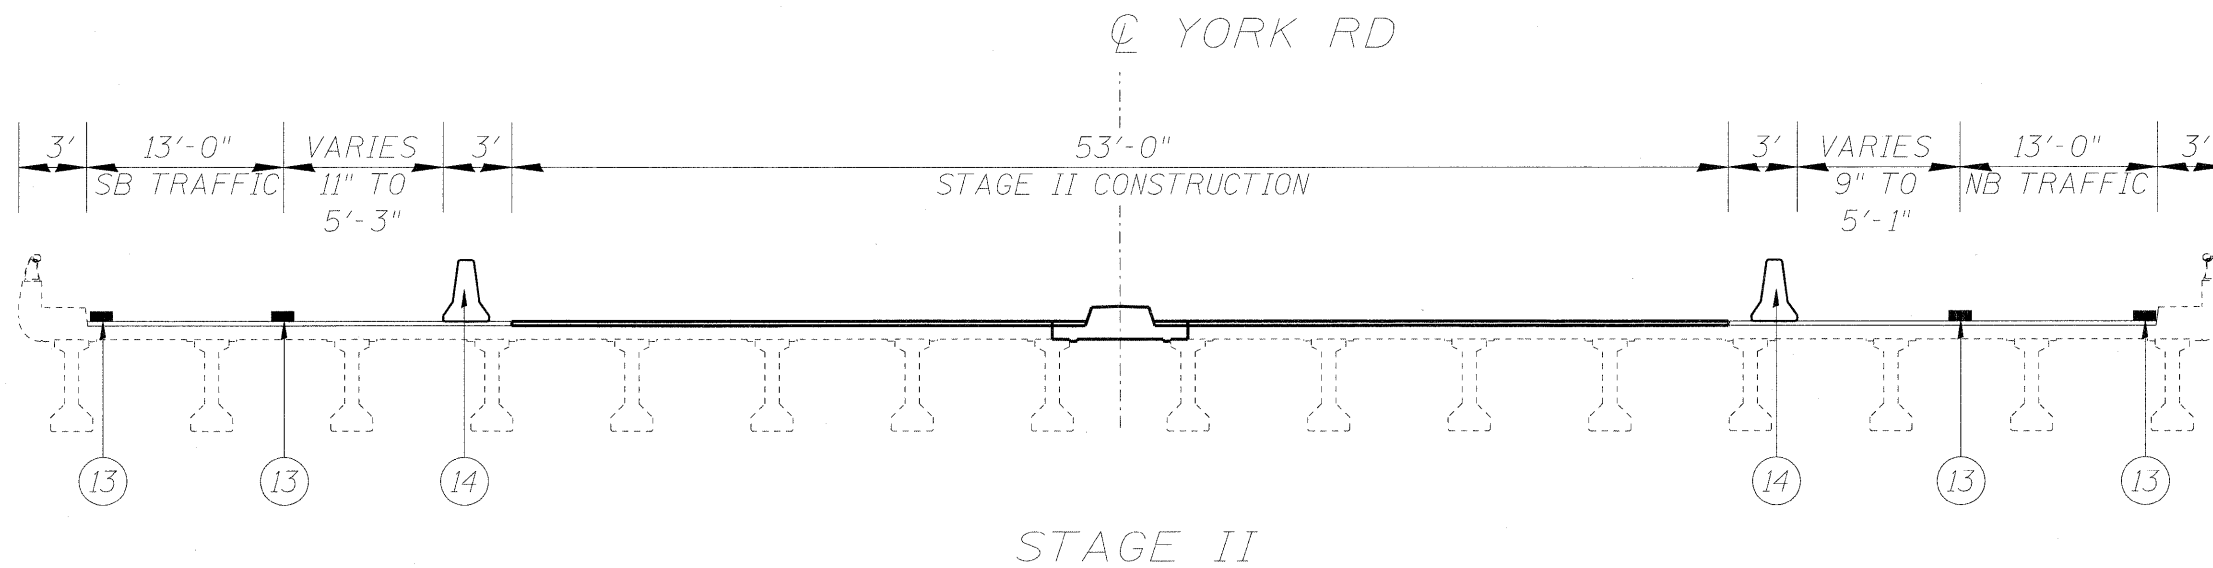 ℄ YORK RD
3' 13'-0" VARIES 3' 53'-0" 3' VARIES 13'-0" 3'
SB TRAFFIC 11" TO STAGE II CONSTRUCTION 9" TO NB TRAFFIC
5'-3" 5'-1"
13 13 14 14 13 13
STAGE II